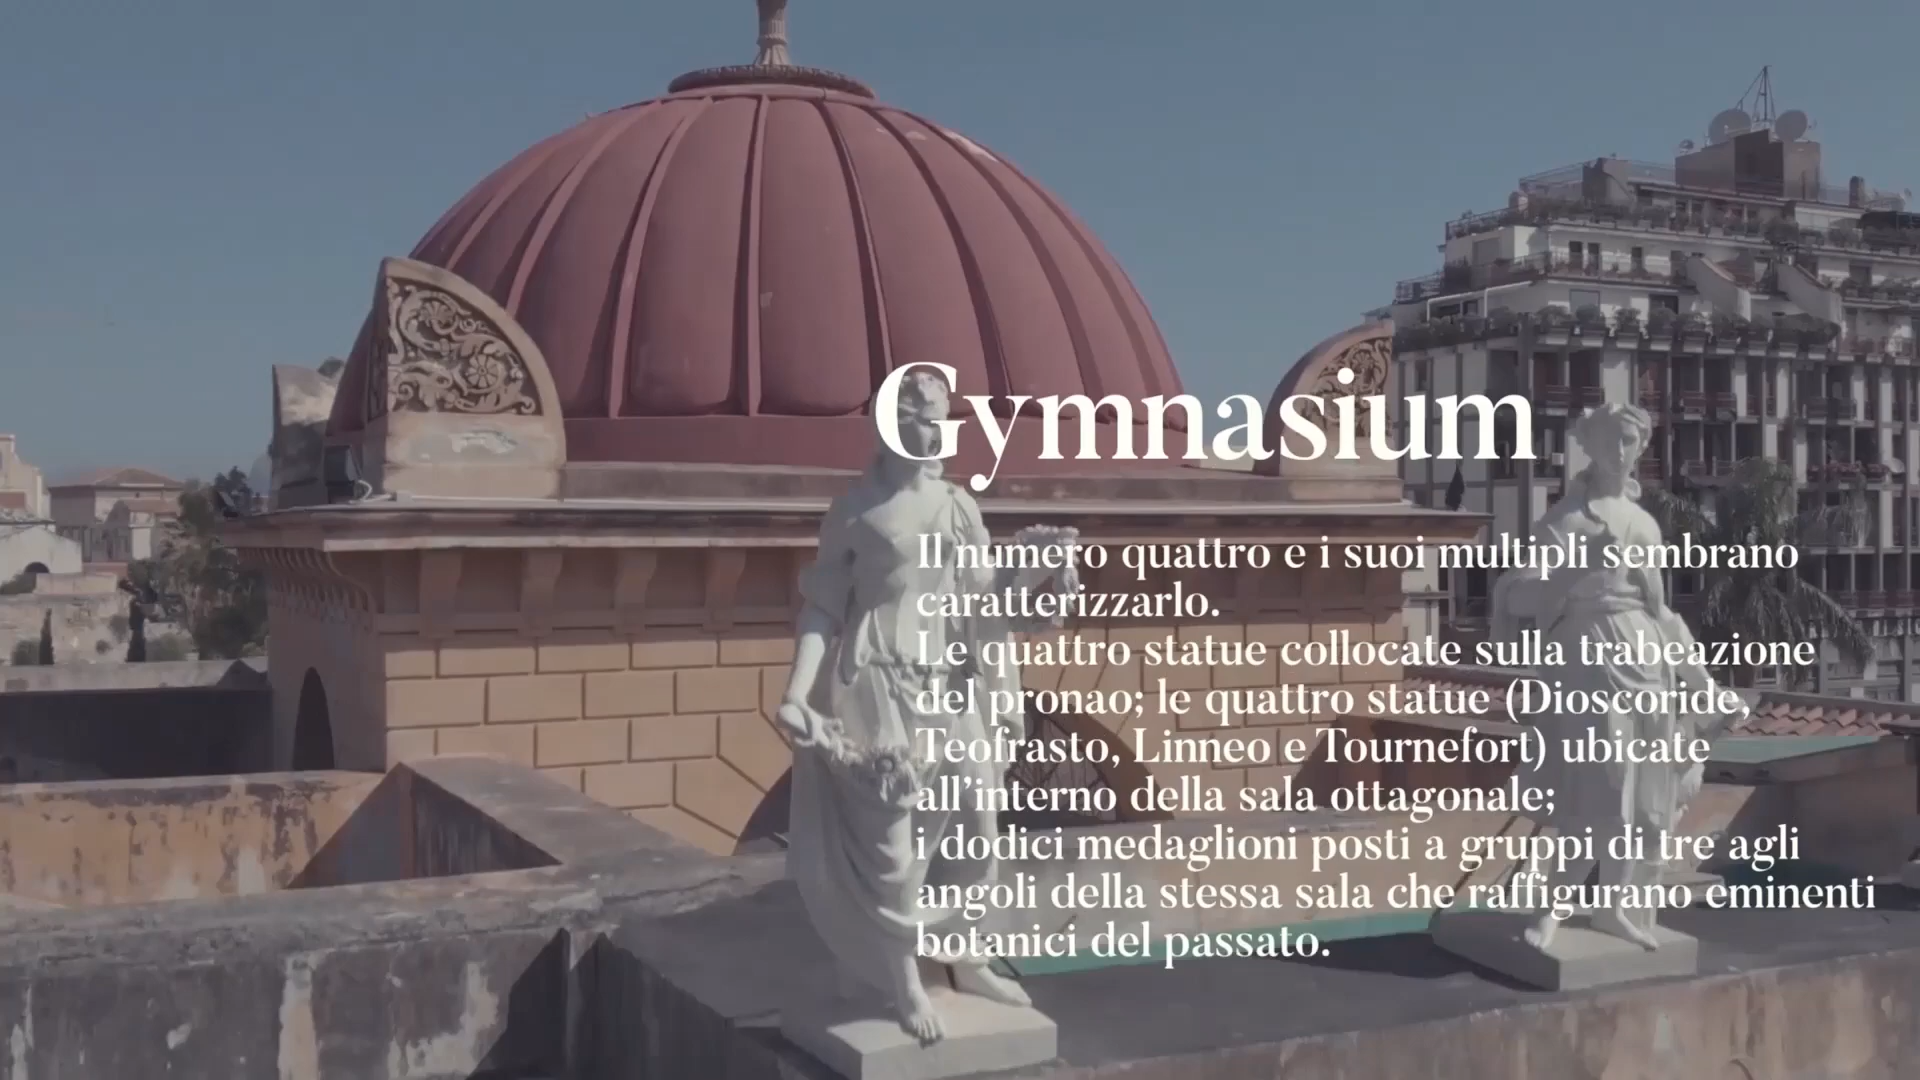 Gymnasium
Il numero quattro e i suoi multipli sembrano
caratterizzarlo.
Le quattro statue collocate sulla trabeazione
del pronao; le quattro statue (Dioscoride,
Teofrasto, Linneo e Tournefort) ubicate
all’interno della sala ottagonale;
i dodici medaglioni posti a gruppi di tre agli
angoli della stessa sala che raffigurano eminenti
botanici del passato.